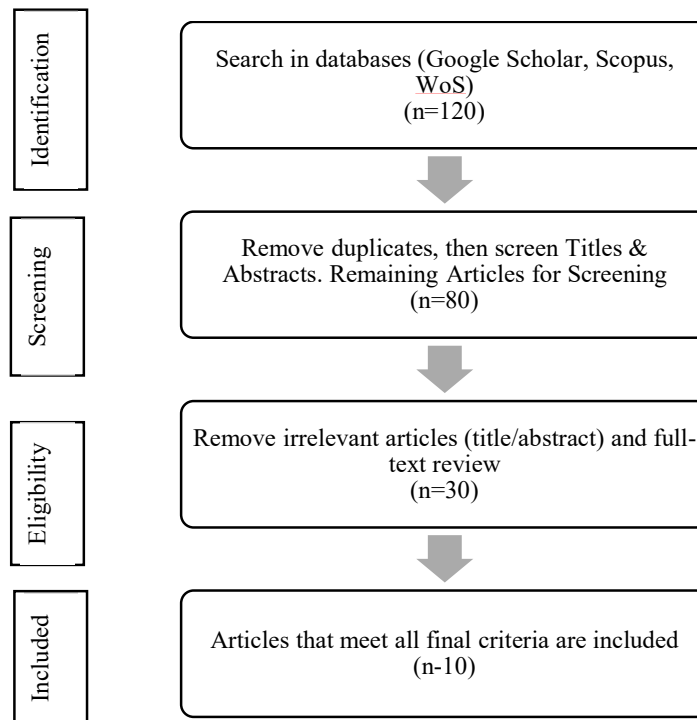 Identification
Search in databases (Google Scholar, Scopus,
WoS)
(n=120)
Screening
Remove duplicates, then screen Titles &
Abstracts. Remaining Articles for Screening
(n=80)
Eligibility
Remove irrelevant articles (title/abstract) and full-
text review
(n=30)
Included
Articles that meet all final criteria are included
(n-10)